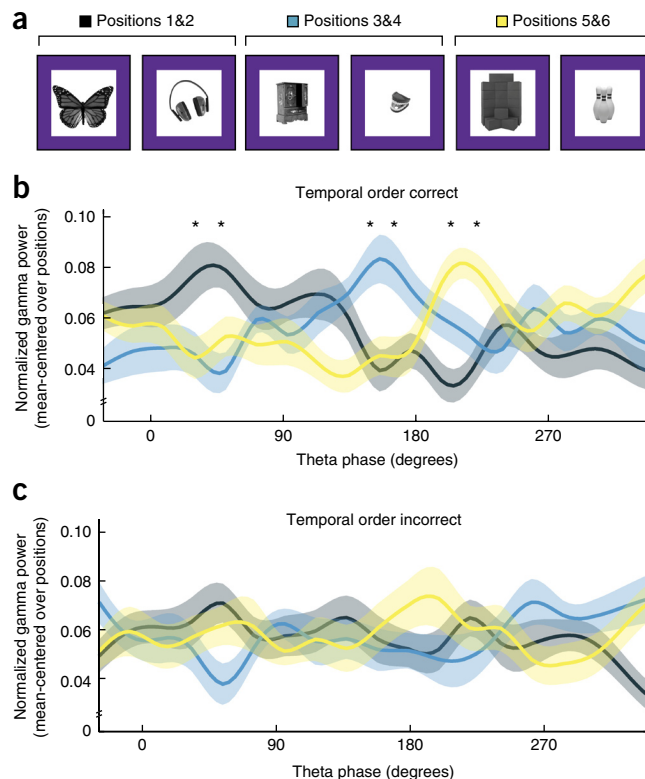 a
Positions 1&2 Positions 3&4 Positions 5&6
b
Temporal order correct
Normalized gamma power
(mean-centered over positions)
0.10
0.08
0.06
0.04
0
* * * * * *
0 90 180 270
Theta phase (degrees)
c
Temporal order incorrect
Normalized gamma power
(mean-centered over positions)
0.10
0.08
0.06
0.04
0
0 90 180 270
Theta phase (degrees)